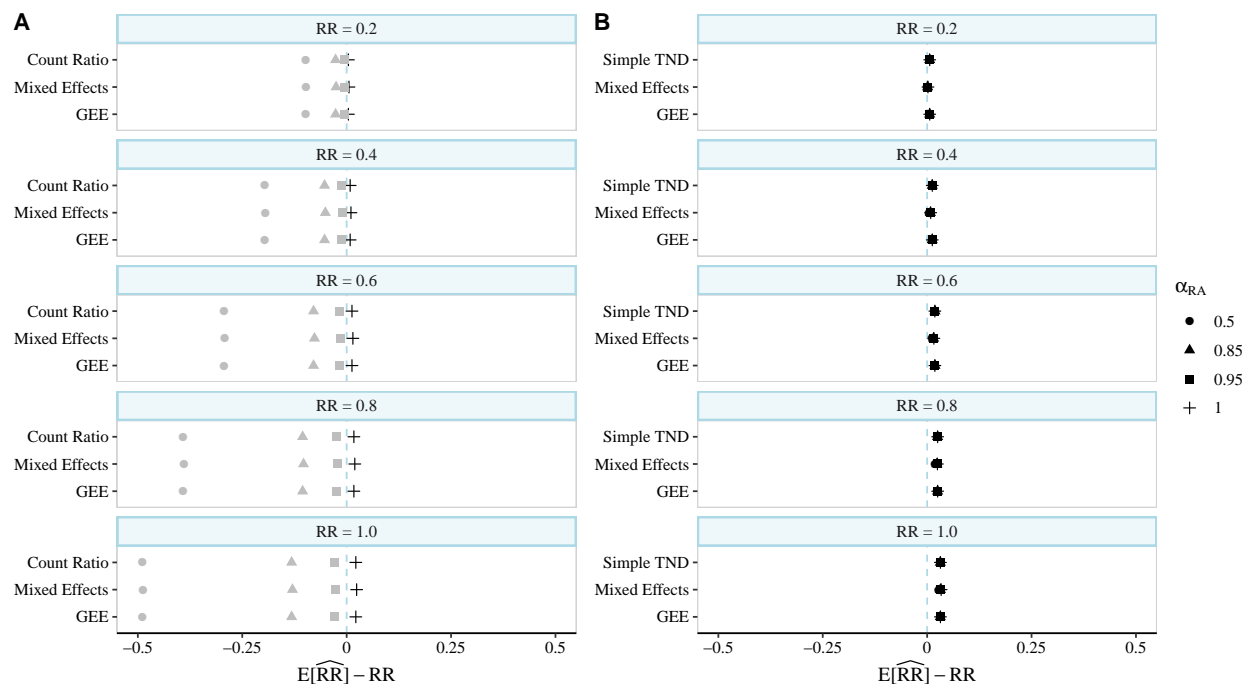 A
RR = 0.2
Count Ratio
Mixed Effects
GEE
RR = 0.4
Count Ratio
Mixed Effects
GEE
RR = 0.6
Count Ratio
Mixed Effects
GEE
RR = 0.8
Count Ratio
Mixed Effects
GEE
RR = 1.0
Count Ratio
Mixed Effects
GEE
−0.5 −0.25 0 0.25 0.5
E[R̂R̂] − RR
B
RR = 0.2
Simple TND
Mixed Effects
GEE
RR = 0.4
Simple TND
Mixed Effects
GEE
RR = 0.6
Simple TND
Mixed Effects
GEE
RR = 0.8
Simple TND
Mixed Effects
GEE
RR = 1.0
Simple TND
Mixed Effects
GEE
−0.5 −0.25 0 0.25 0.5
E[R̂R̂] − RR
α_RA
0.5
0.85
0.95
1